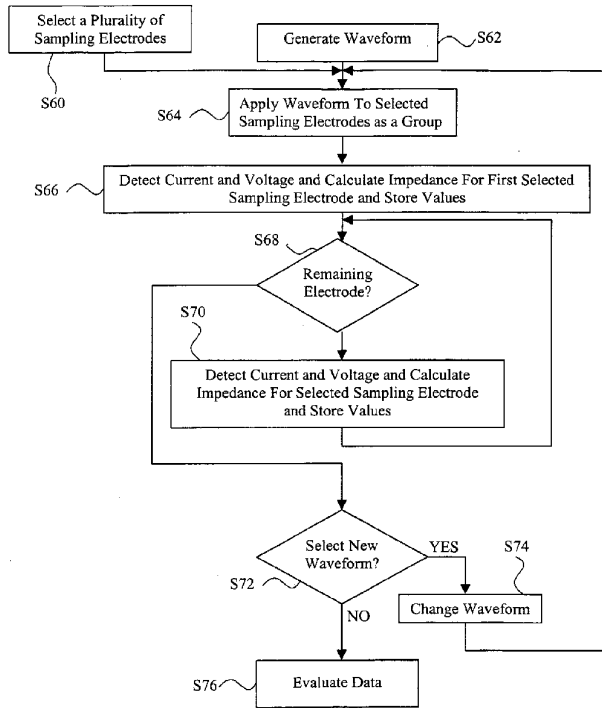 Select a Plurality of
Sampling Electrodes
S60
Generate Waveform
S62
Apply Waveform To Selected
Sampling Electrodes as a Group
S64
Detect Current and Voltage and Calculate Impedance For First Selected
Sampling Electrode and Store Values
S66
S68
Remaining
Electrode?
S70
Detect Current and Voltage and Calculate
Impedance For Selected Sampling Electrode
and Store Values
Select New
Waveform?
YES
S72
S74
Change Waveform
NO
Evaluate Data
S76